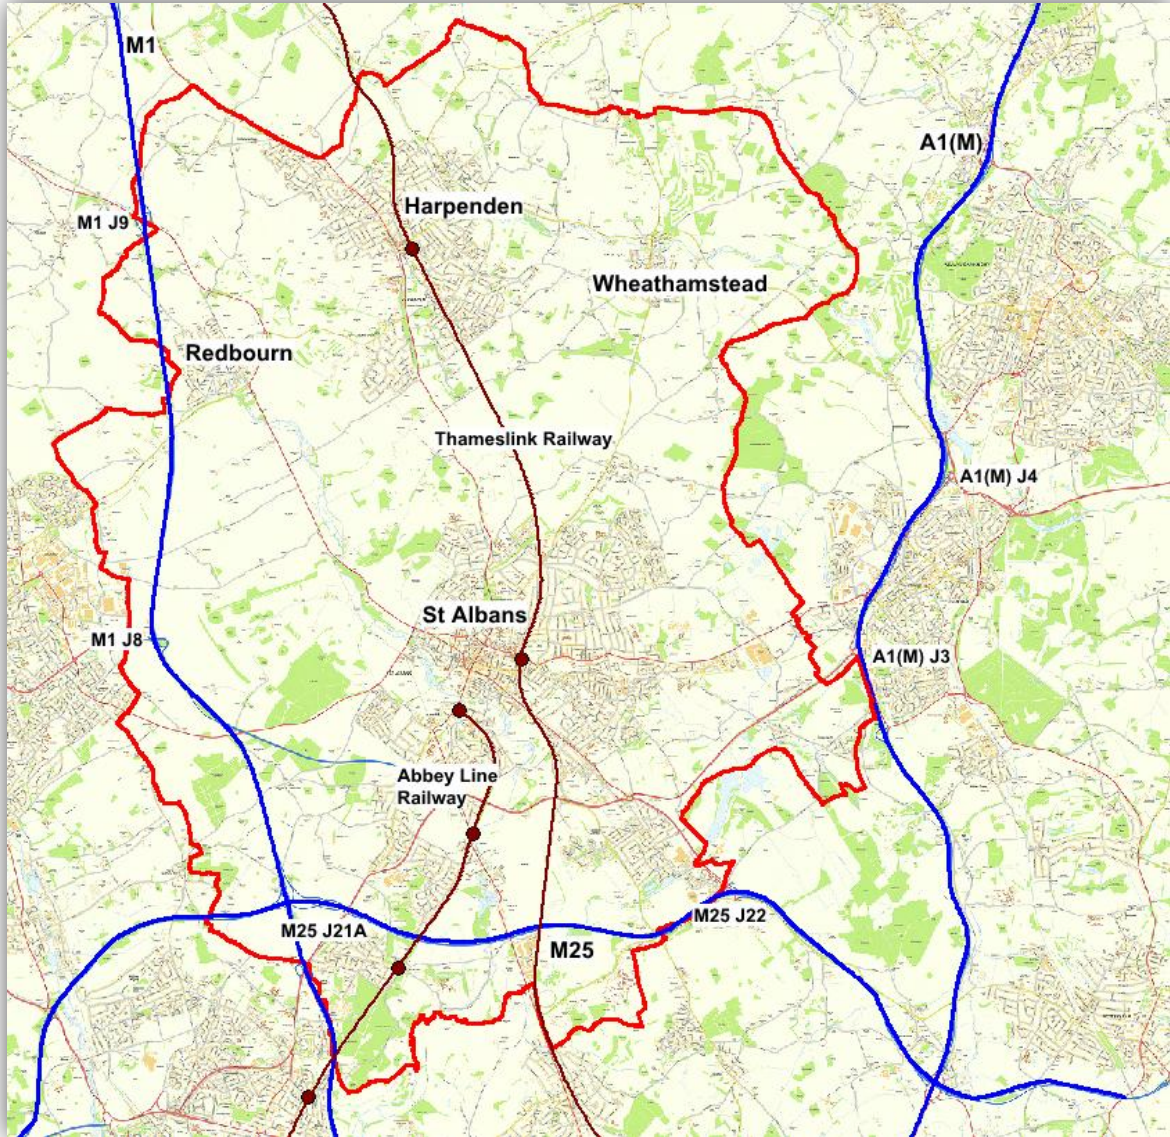 M1
A1(M)
Harpenden
M1 J9
Wheathamstead
Redbourn
Thameslink Railway
A1(M) J4
St Albans
M1 J8
A1(M) J3
Abbey Line
Railway
M25 J22
M25 J21A
M25